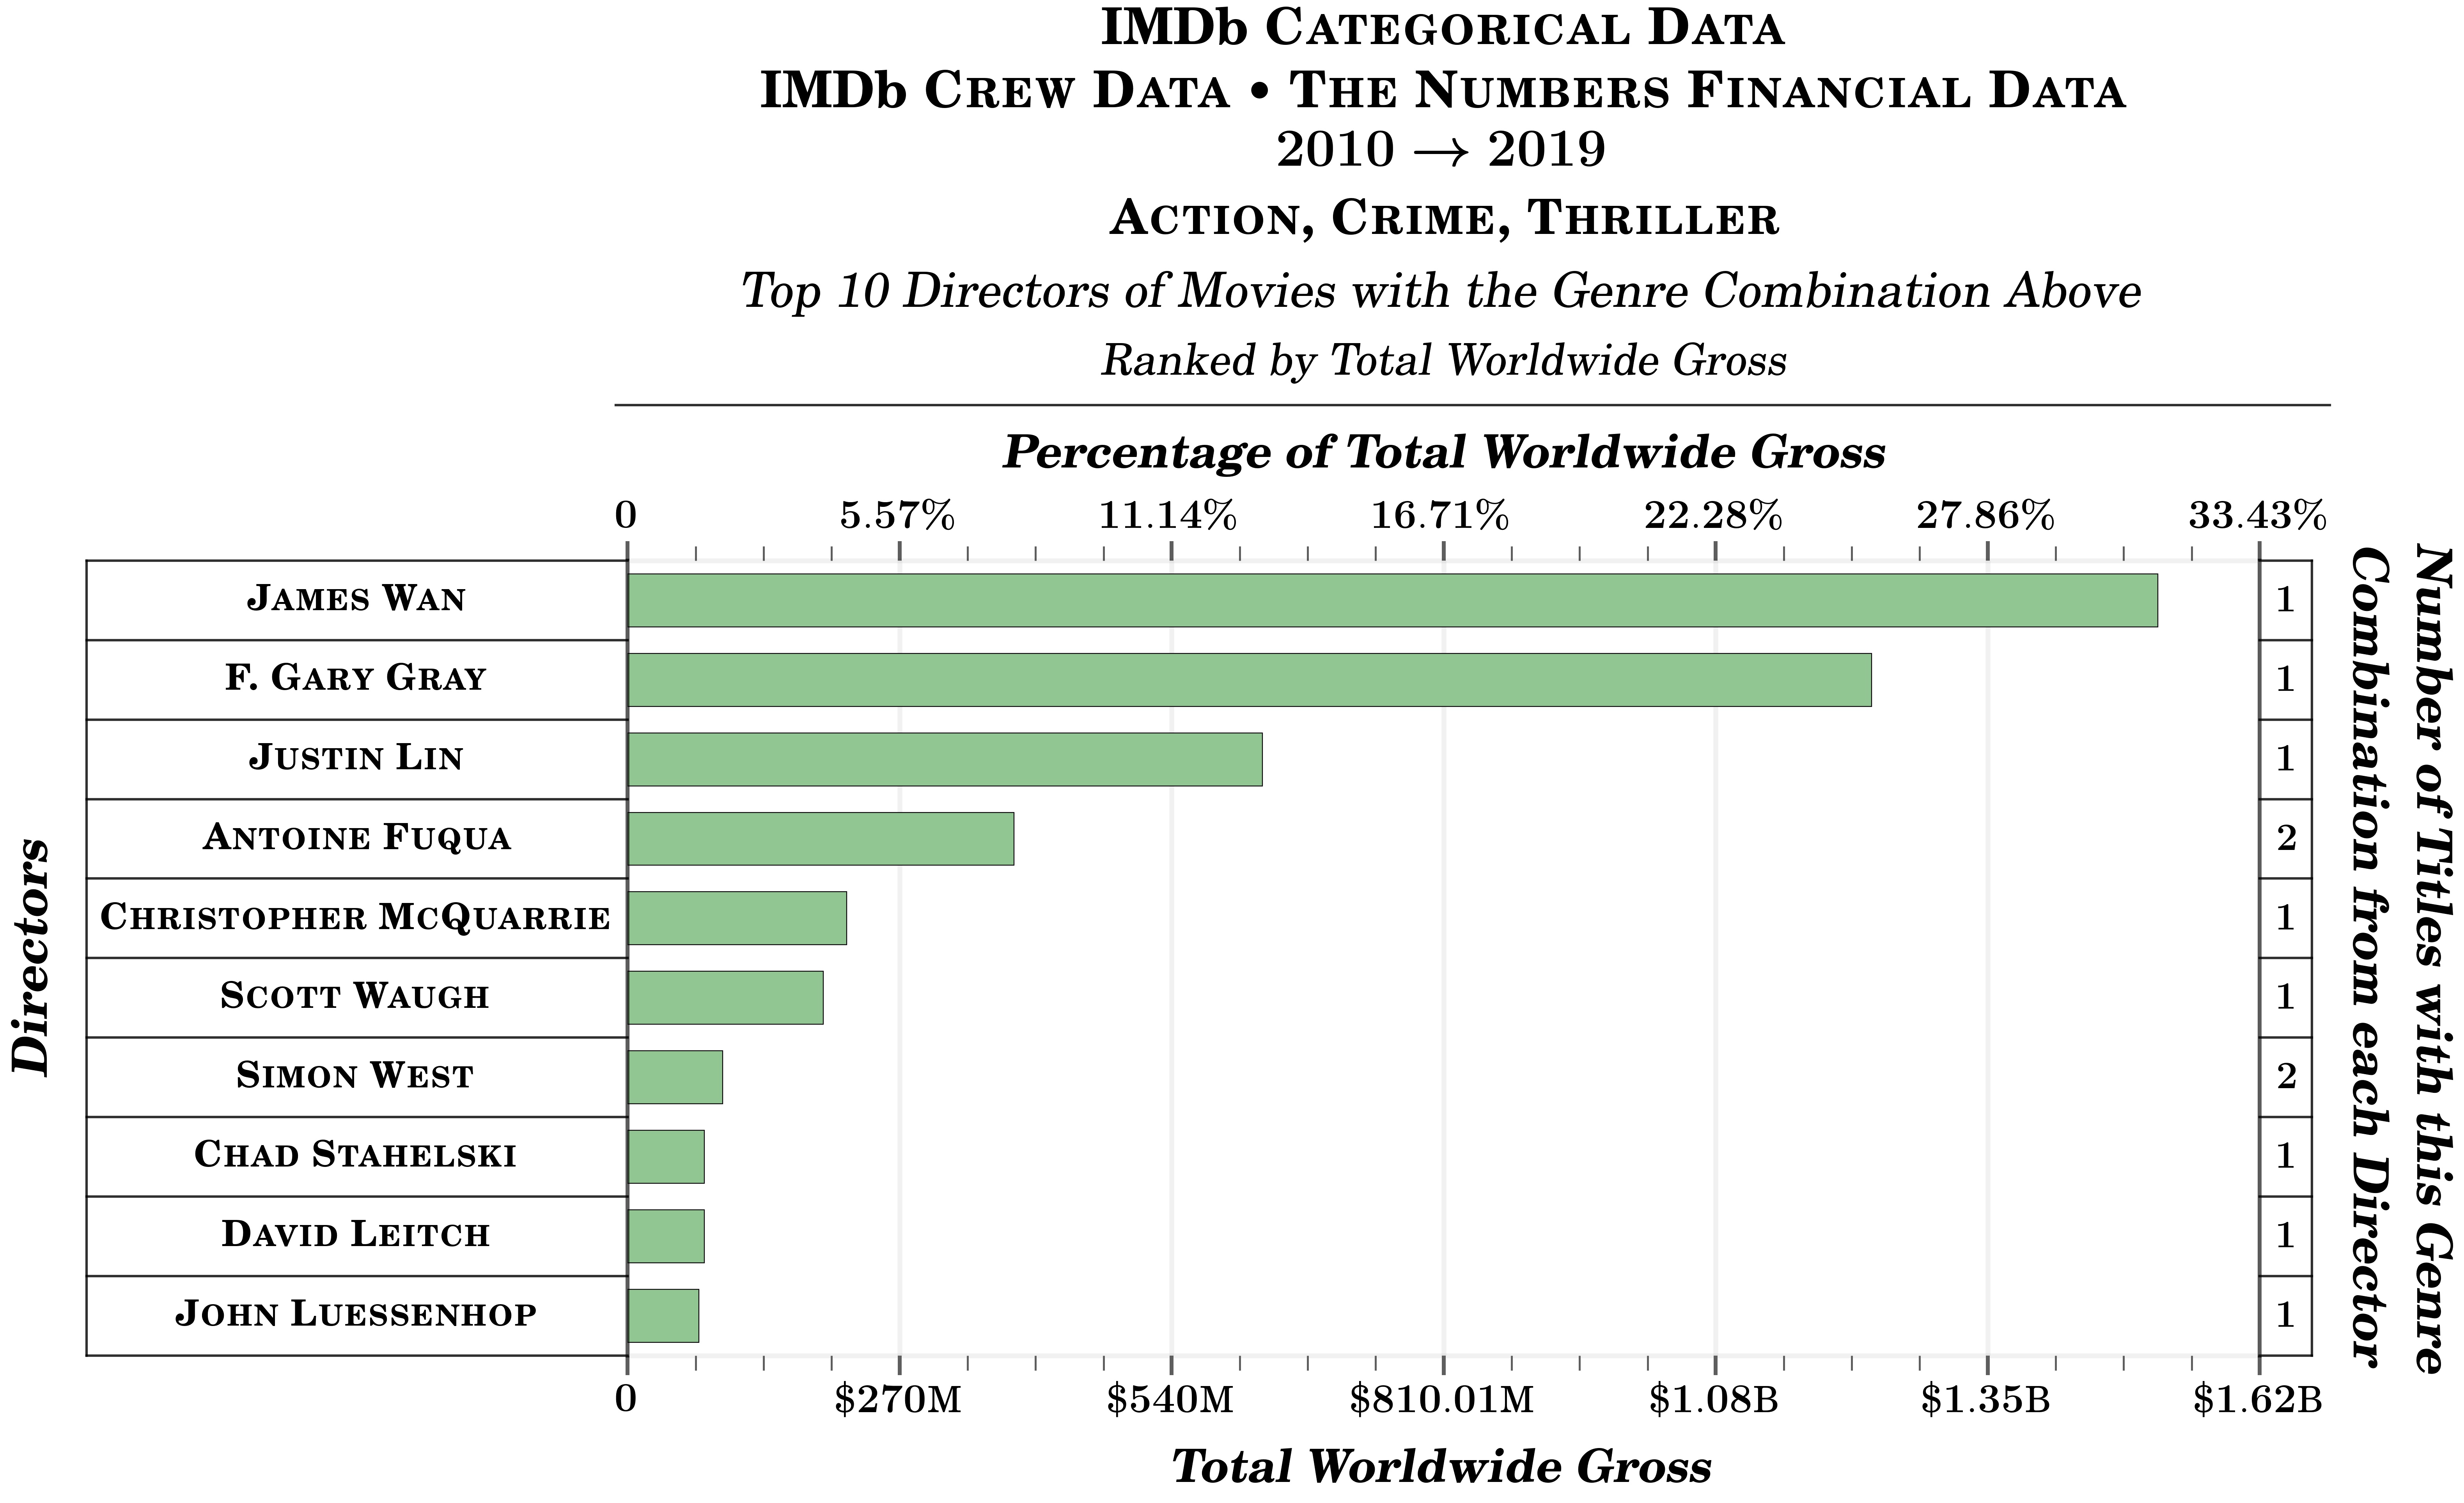 IMDb Categorical Data
IMDb Crew Data • The Numbers Financial Data
2010 → 2019
Action, Crime, Thriller
Top 10 Directors of Movies with the Genre Combination Above
Ranked by Total Worldwide Gross
Percentage of Total Worldwide Gross
0 5.57% 11.14% 16.71% 22.28% 27.86% 33.43%
Directors
James Wan 1
F. Gary Gray 1
Justin Lin 1
Antoine Fuqua 2
Christopher McQuarrie 1
Scott Waugh 1
Simon West 2
Chad Stahelski 1
David Leitch 1
John Luessenhop 1
Number of Titles with this Genre
Combination from each Director
0 $270M $540M $810.01M $1.08B $1.35B $1.62B
Total Worldwide Gross